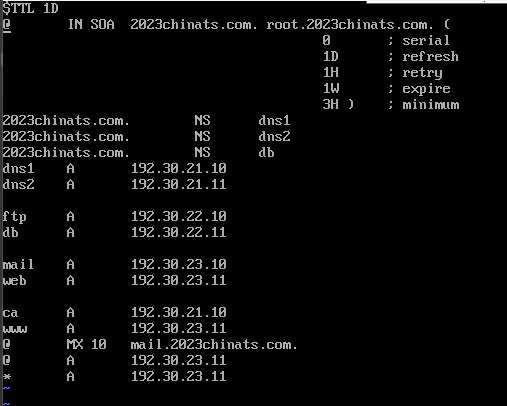 $TTL 1D
@ IN SOA 2023chinats.com. root.2023chinats.com. (
0 ; serial
1D ; refresh
1H ; retry
1W ; expire
3H ) ; minimum
2023chinats.com. NS dns1
2023chinats.com. NS dns2
2023chinats.com. NS db
dns1 A 192.30.21.10
dns2 A 192.30.21.11
ftp A 192.30.22.10
db A 192.30.22.11
mail A 192.30.23.10
web A 192.30.23.11
ca A 192.30.21.10
www A 192.30.23.11
@ MX 10 mail.2023chinats.com.
@ A 192.30.23.11
* A 192.30.23.11
~
~